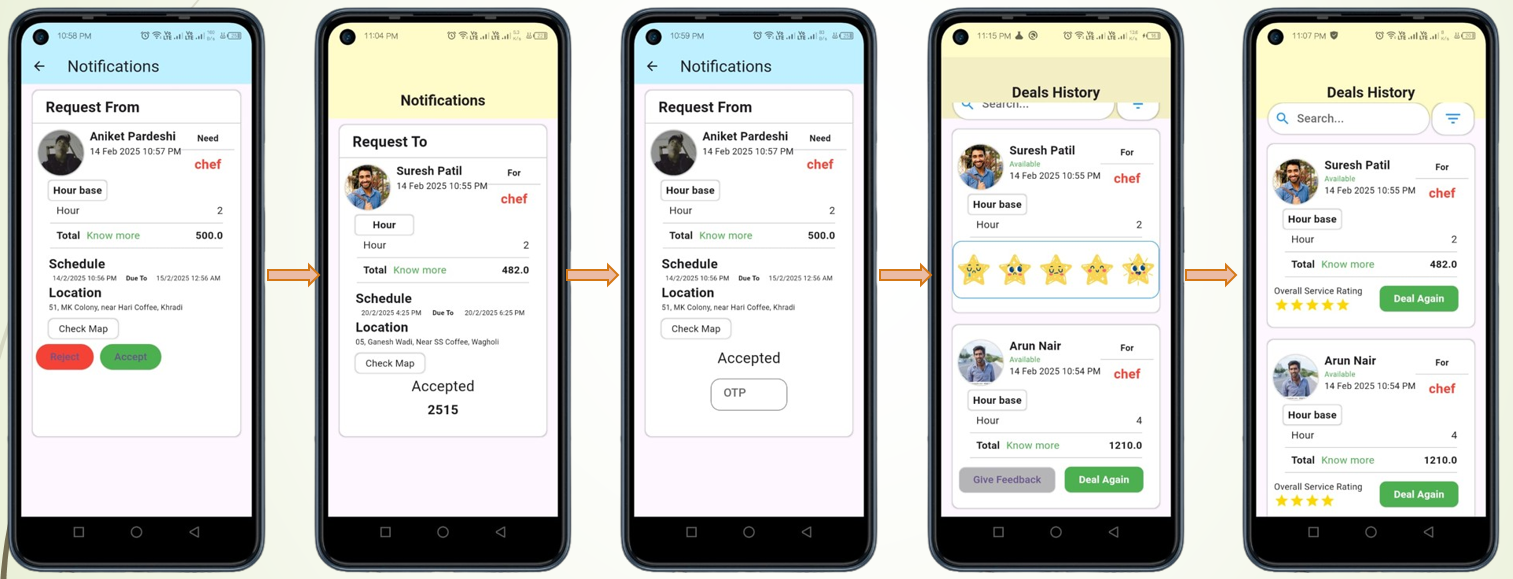 10:58 PM
Notifications
Request From
Aniket Pardeshi
Need
14 Feb 2025 10:57 PM
chef
Hour base
Hour 2
Total Know more 500.0
Schedule
14/2/2025 10:56 PM Due To 15/2/2025 12:56 AM
Location
51, MK Colony, near Hari Coffee, Khradi
Check Map
Reject Accept
11:04 PM
Notifications
Request To
Suresh Patil
For
14 Feb 2025 10:55 PM
chef
Hour
Hour 2
Total Know more 482.0
Schedule
20/2/2025 4:25 PM Due To 20/2/2025 6:25 PM
Location
05, Ganesh Wadi, Near SS Coffee, Wagholi
Check Map
Accepted
2515
10:59 PM
Notifications
Request From
Aniket Pardeshi
Need
14 Feb 2025 10:57 PM
chef
Hour base
Hour 2
Total Know more 500.0
Schedule
14/2/2025 10:56 PM Due To 15/2/2025 12:56 AM
Location
51, MK Colony, near Hari Coffee, Khradi
Check Map
Accepted
OTP
11:15 PM
Deals History
Search...
Suresh Patil
For
Available
14 Feb 2025 10:55 PM
chef
Hour base
Hour 2
Arun Nair
For
Available
14 Feb 2025 10:54 PM
chef
Hour base
Hour 4
Total Know more 1210.0
Give Feedback Deal Again
11:07 PM
Deals History
Search...
Suresh Patil
For
Available
14 Feb 2025 10:55 PM
chef
Hour base
Hour 2
Total Know more 482.0
Overall Service Rating
Deal Again
Arun Nair
For
Available
14 Feb 2025 10:54 PM
chef
Hour base
Hour 4
Total Know more 1210.0
Overall Service Rating
Deal Again